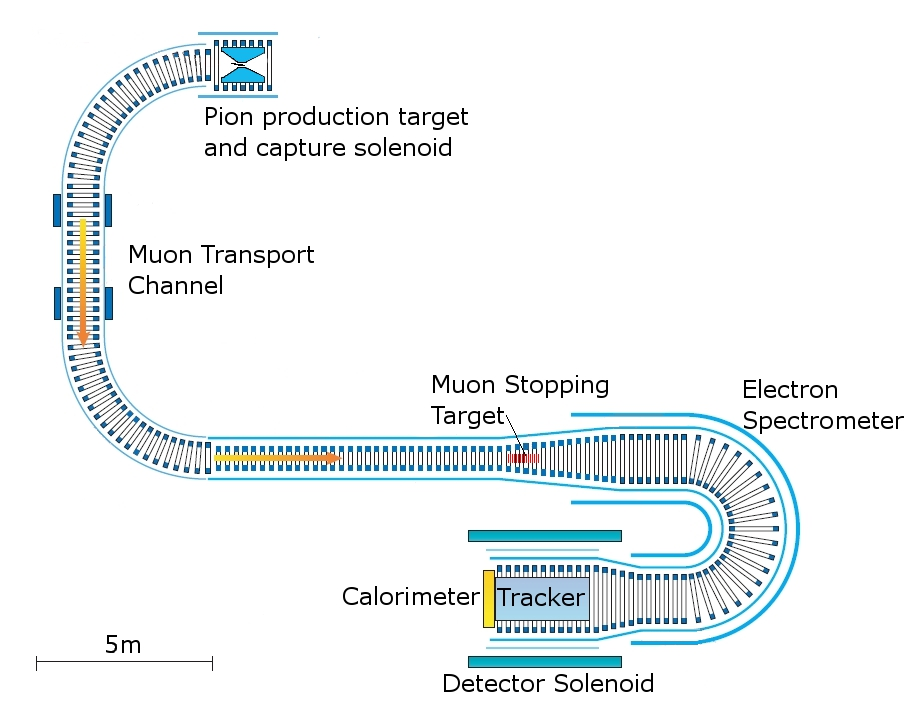 Pion production target
and capture solenoid
Muon Transport
Channel
Muon Stopping
Target
Electron
Spectrometer
Calorimeter
Tracker
5m
Detector Solenoid